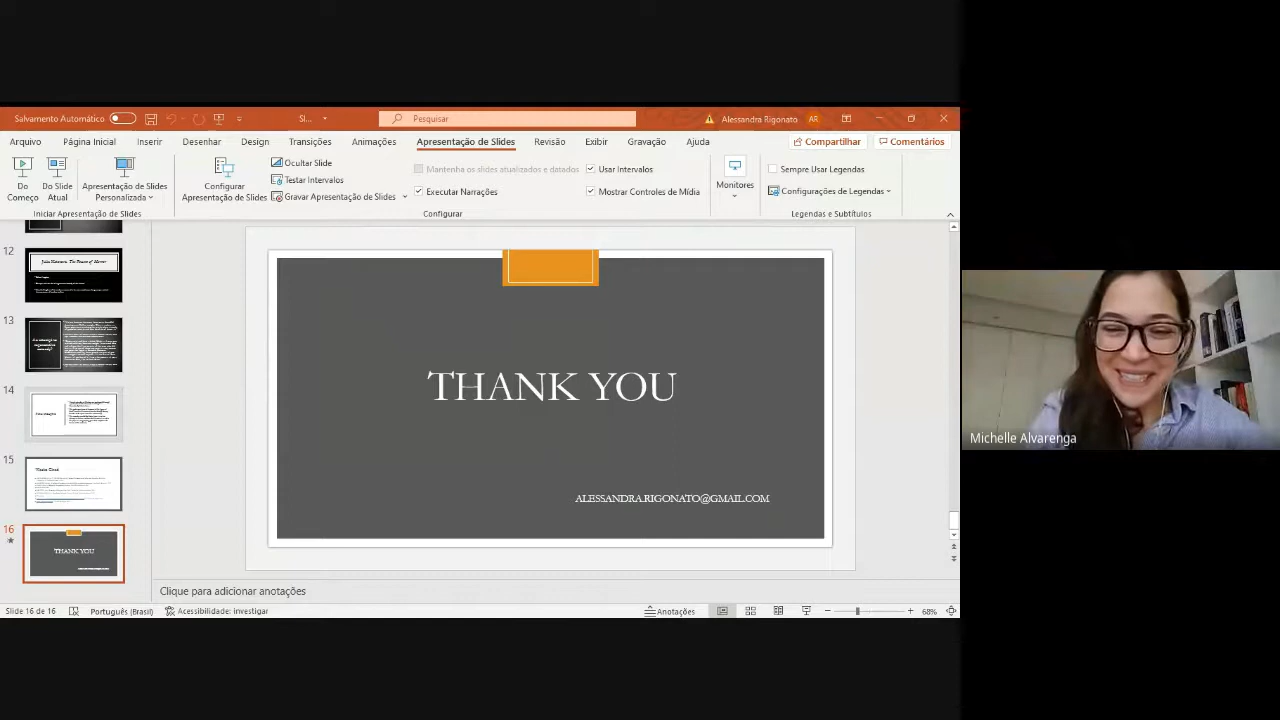 Salvamento Automático
Sl...
Pesquisar
Alessandra Rigonato
AR
Arquivo
Página Inicial
Inserir
Desenhar
Design
Transições
Animações
Apresentação de Slides
Revisão
Exibir
Gravação
Ajuda
Compartilhar
Comentários
Do
Começo
Do Slide
Atual
Apresentação de Slides
Personalizada
Iniciar Apresentação de Slides
Configurar
Apresentação de Slides
Ocultar Slide
Testar Intervalos
Gravar Apresentação de Slides
Mantenha os slides atualizados e datados
Executar Narrações
Usar Intervalos
Mostrar Controles de Mídia
Configurar
Monitores
Sempre Usar Legendas
Configurações de Legendas
Legendas e Subtítulos
12
13
14
15
16
THANK YOU
THANK YOU
ALESSANDRA.RIGONATO@GMAIL.COM
Michelle Alvarenga
Clique para adicionar anotações
Slide 16 de 16
Português (Brasil)
Acessibilidade: investigar
Anotações
68%